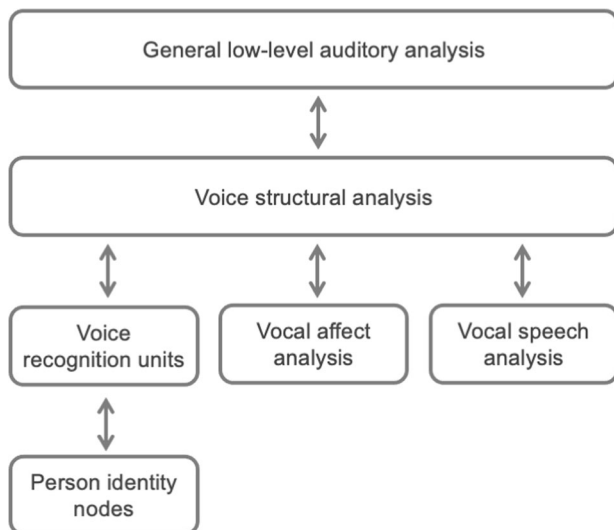 General low-level auditory analysis
Voice structural analysis
Voice
recognition units
Vocal affect
analysis
Vocal speech
analysis
Person identity
nodes